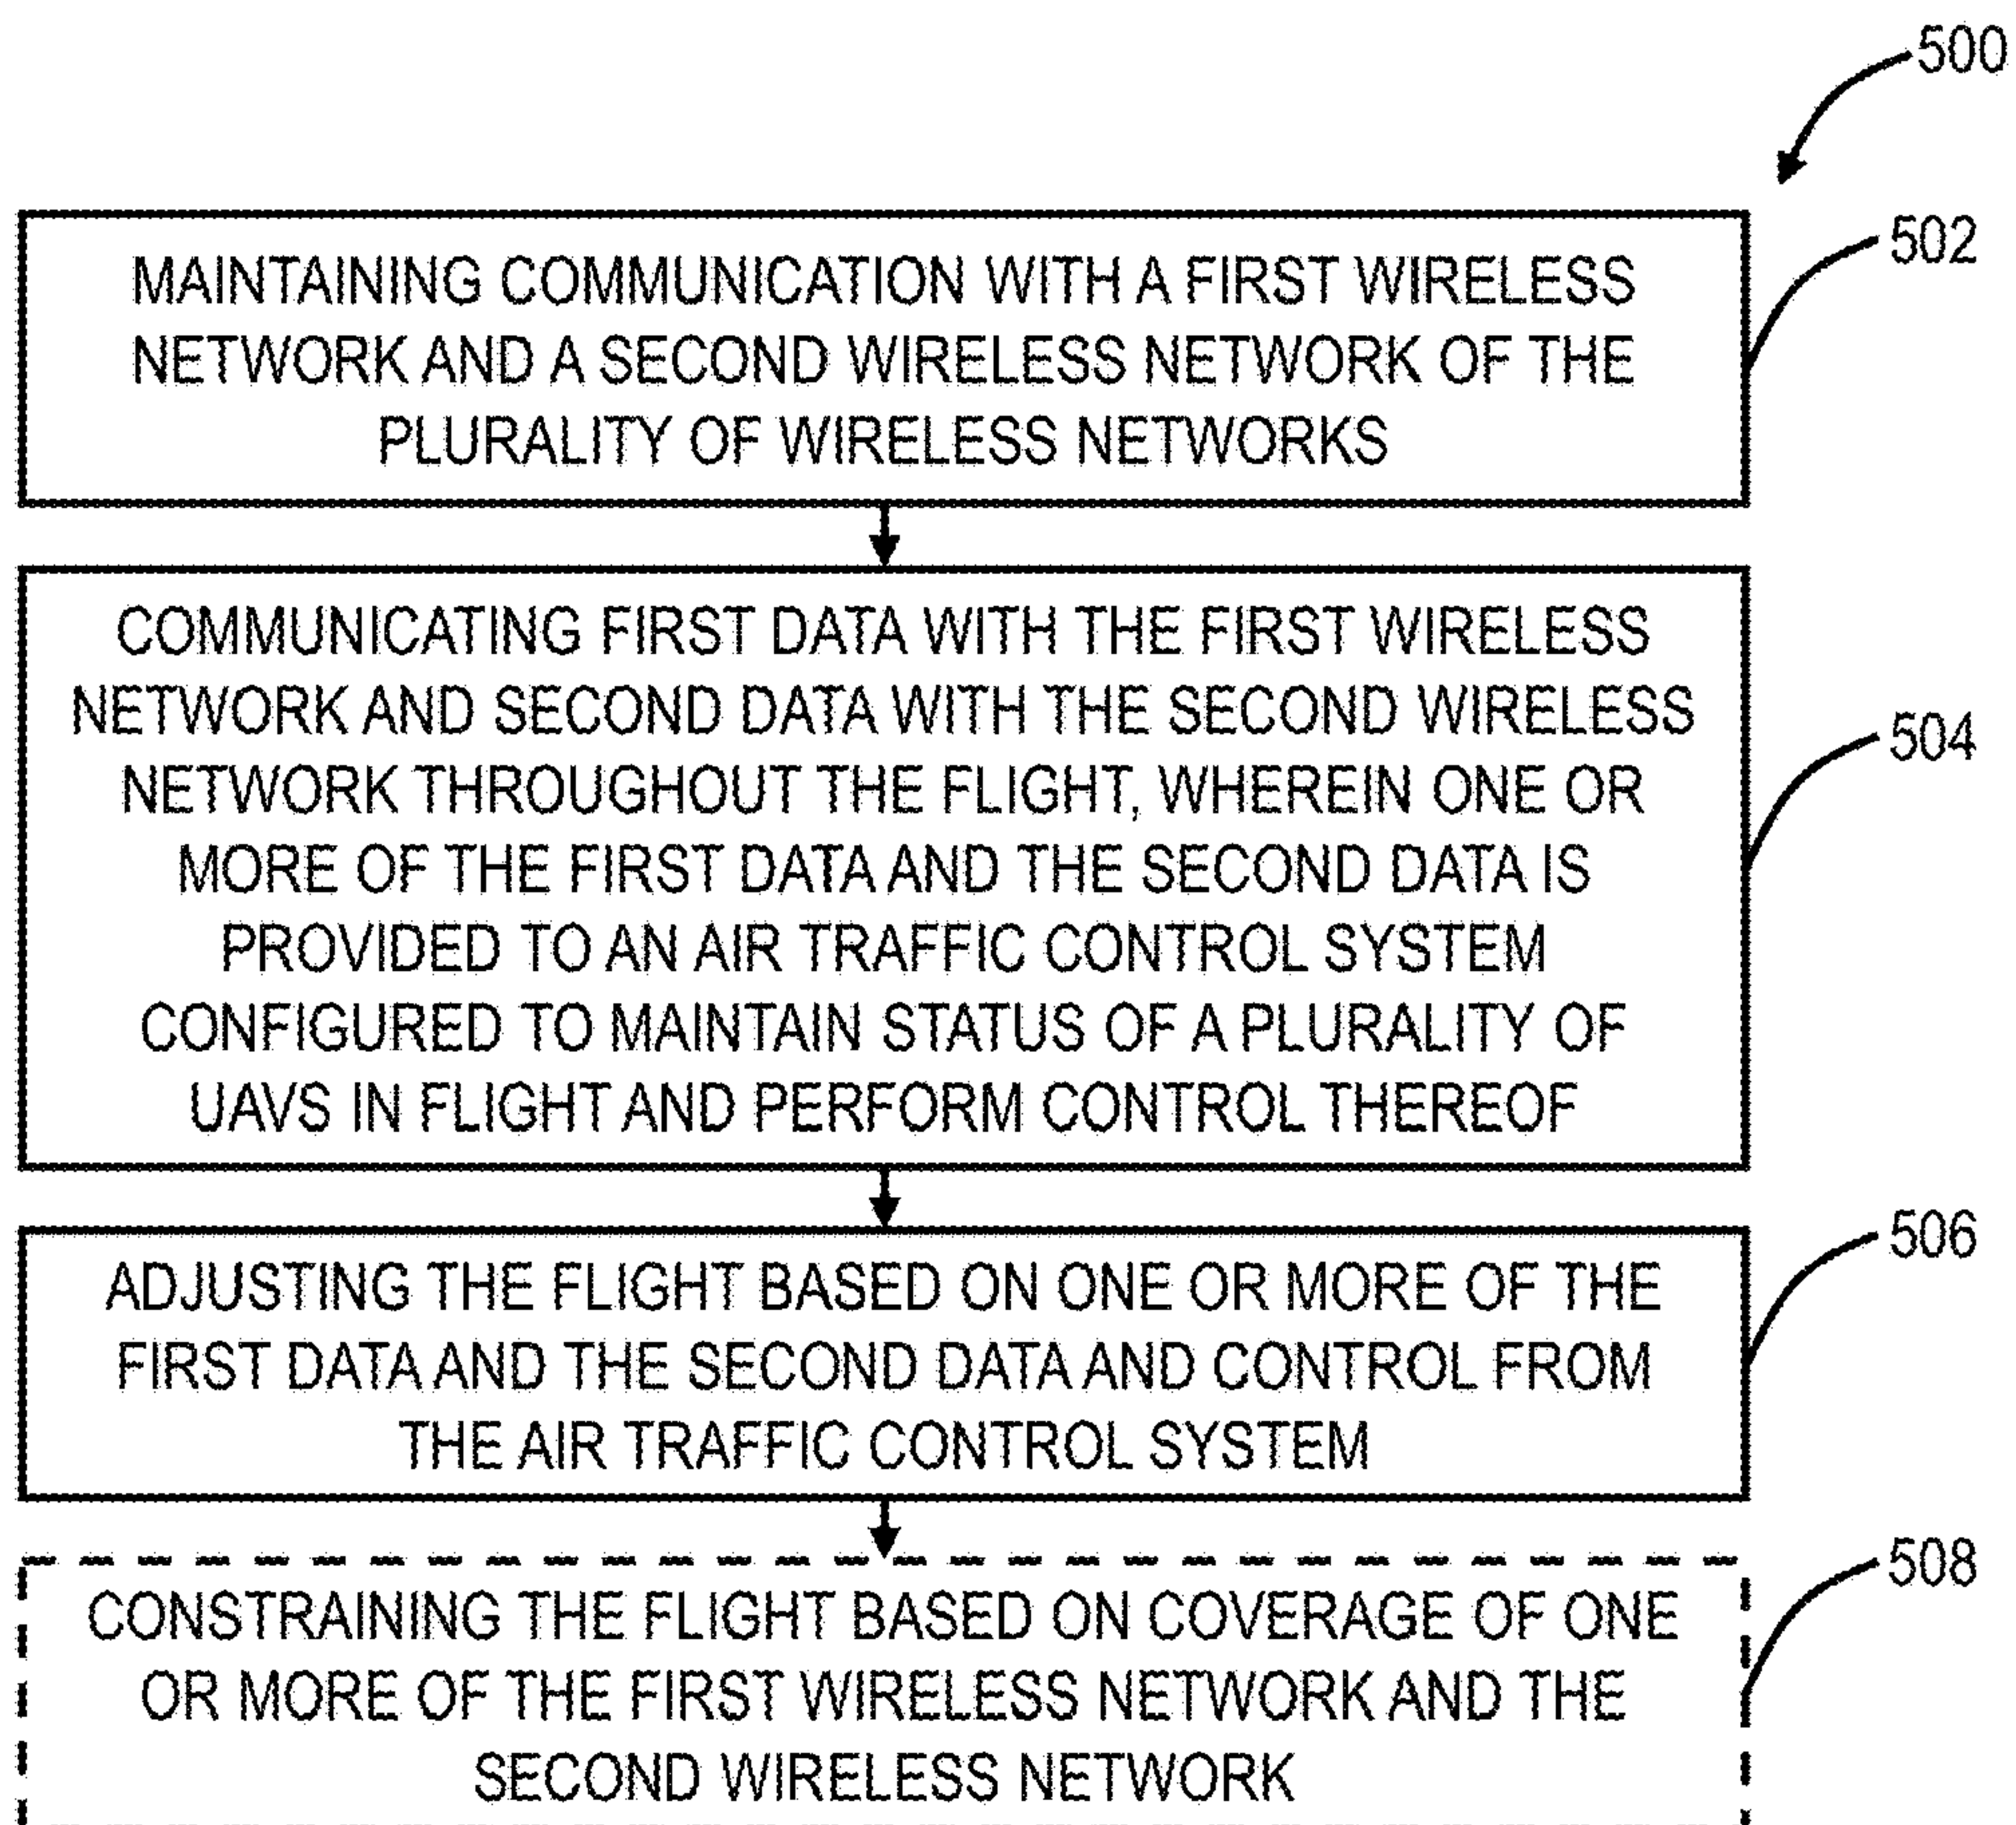 500
502
MAINTAINING COMMUNICATION WITH A FIRST WIRELESS
NETWORK AND A SECOND WIRELESS NETWORK OF THE
PLURALITY OF WIRELESS NETWORKS
504
COMMUNICATING FIRST DATA WITH THE FIRST WIRELESS
NETWORK AND SECOND DATA WITH THE SECOND WIRELESS
NETWORK THROUGHOUT THE FLIGHT, WHEREIN ONE OR
MORE OF THE FIRST DATA AND THE SECOND DATA IS
PROVIDED TO AN AIR TRAFFIC CONTROL SYSTEM
CONFIGURED TO MAINTAIN STATUS OF A PLURALITY OF
UAVS IN FLIGHT AND PERFORM CONTROL THEREOF
506
ADJUSTING THE FLIGHT BASED ON ONE OR MORE OF THE
FIRST DATA AND THE SECOND DATA AND CONTROL FROM
THE AIR TRAFFIC CONTROL SYSTEM
508
CONSTRAINING THE FLIGHT BASED ON COVERAGE OF ONE
OR MORE OF THE FIRST WIRELESS NETWORK AND THE
SECOND WIRELESS NETWORK